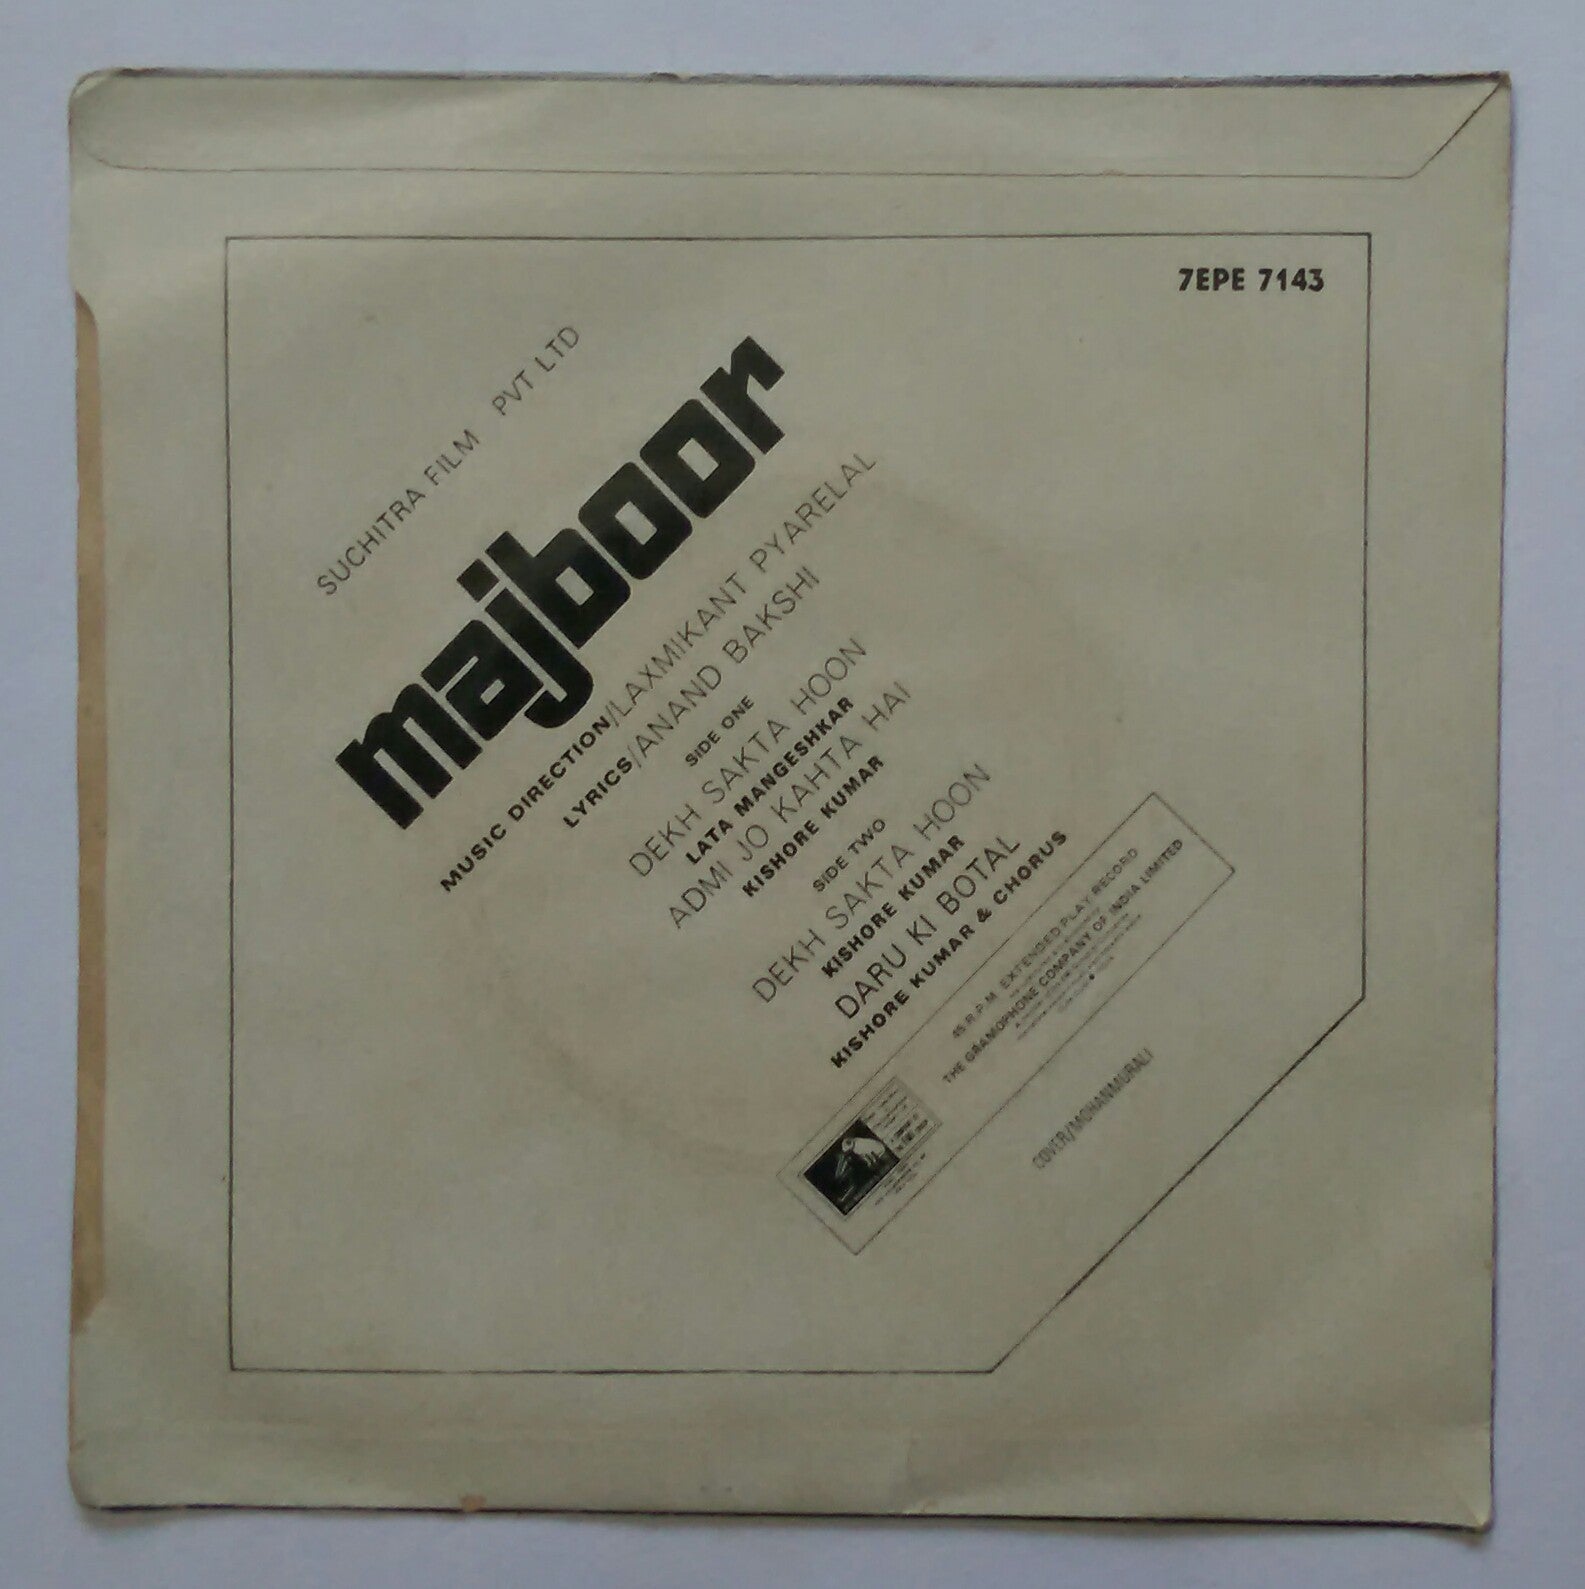 7EPE 7143
SUCHITRA FILM PVT LTD
majboor
MUSIC DIRECTION/LAXMIKANT PYARELAL
LYRICS/ANAND BAKSHI
SIDE ONE
DEKH SAKTA HOON
LATA MANGESHKAR
ADMI JO KAHTA HAI
KISHORE KUMAR
SIDE TWO
DEKH SAKTA HOON
KISHORE KUMAR
DARU KI BOTAL
KISHORE KUMAR & CHORUS
45 R.P.M. EXTENDED PLAY RECORD
THE GRAMOPHONE COMPANY OF INDIA LIMITED
COVER/MOHANMURALI